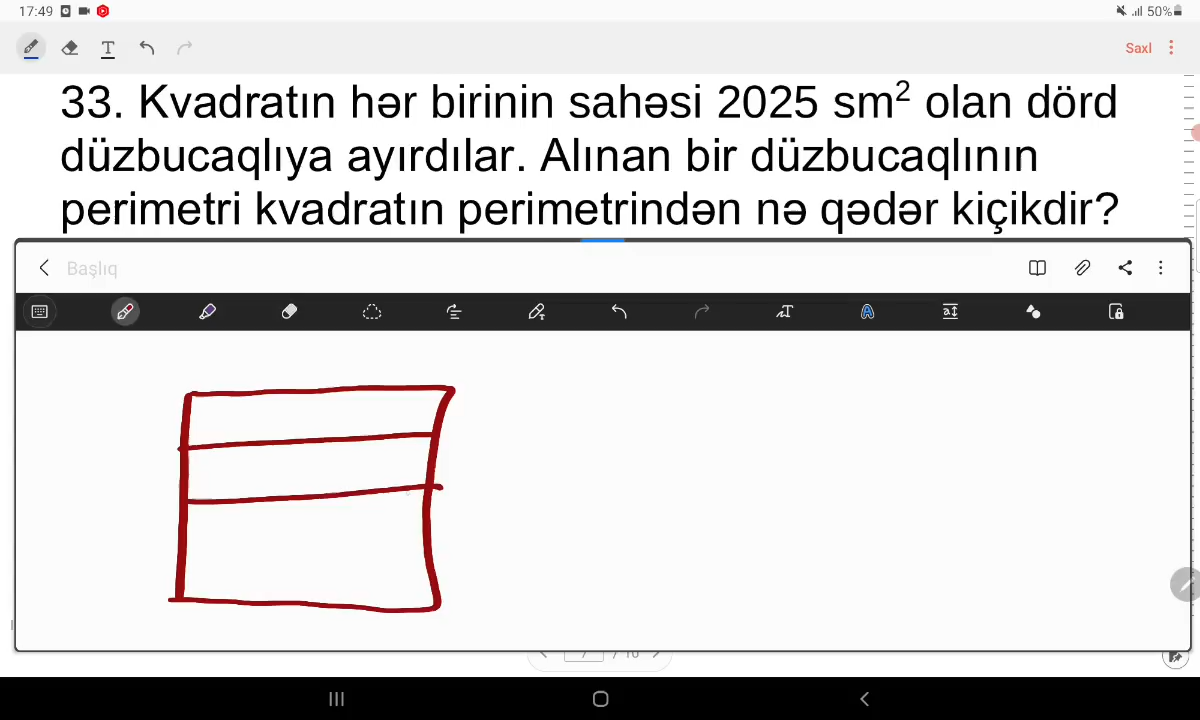 17:49
50%
Saxl
33. Kvadratın hər birinin sahəsi 2025 sm² olan dörd
düzbucaqlıya ayırdılar. Alınan bir düzbucaqlının
perimetri kvadratın perimetrindən nə qədər kiçikdir?
Başlıq